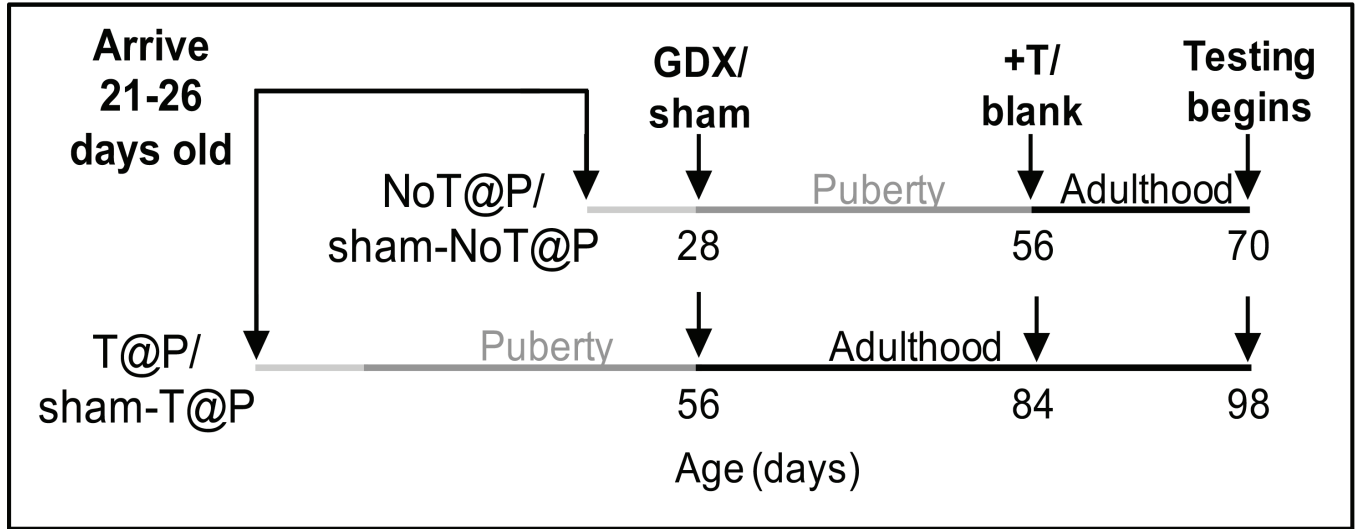 Arrive
21-26
days old
GDX/
sham
+T/
blank
Testing
begins
NoT@P/
sham-NoT@P
Puberty
Adulthood
28
56
70
T@P/
sham-T@P
Puberty
Adulthood
56
84
98
Age (days)